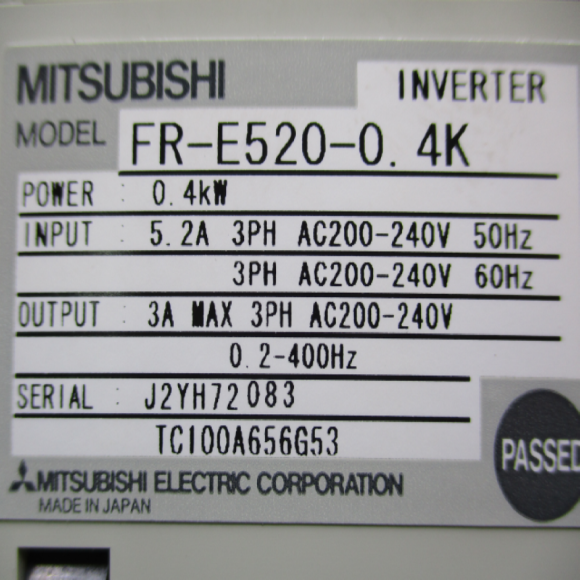 MITSUBISHI INVERTER
MODEL FR-E520-0.4K
POWER : 0.4kW
INPUT : 5.2A 3PH AC200-240V 50Hz
3PH AC200-240V 60Hz
OUTPUT : 3A MAX 3PH AC200-240V
0.2-400Hz
SERIAL : J2YH72083
TC100A656G53
PASSED
MITSUBISHI ELECTRIC CORPORATION
MADE IN JAPAN